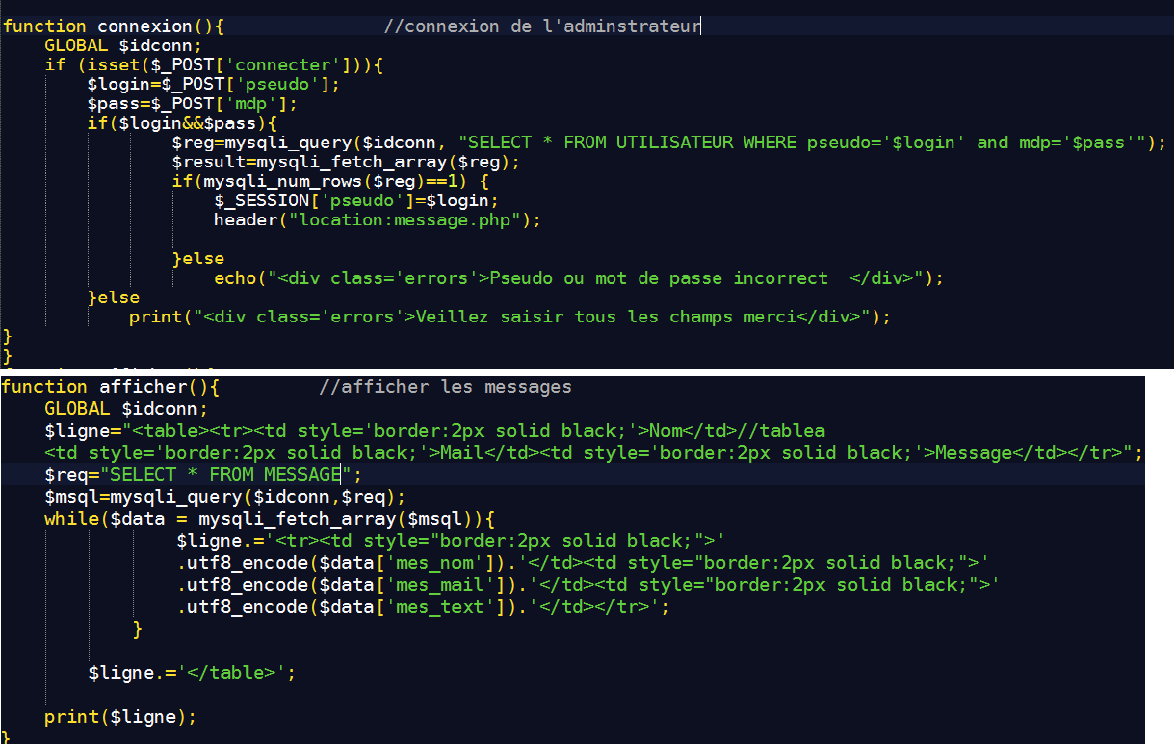 function connexion(){ //connexion de l'adminstrateur
GLOBAL $idconn;
if (isset($_POST['connecter'])){
$login=$_POST['pseudo'];
$pass=$_POST['mdp'];
if($login&&$pass){
$reg=mysqli_query($idconn, "SELECT * FROM UTILISATEUR WHERE pseudo='$login' and mdp='$pass'");
$result=mysqli_fetch_array($reg);
if(mysqli_num_rows($reg)==1) {
$_SESSION['pseudo']=$login;
header("location:message.php");
}else
echo("<div class='errors'>Pseudo ou mot de passe incorrect  </div>");
}else
print("<div class='errors'>Veillez saisir tous les champs merci</div>");
}
}
function afficher(){ //afficher les messages
GLOBAL $idconn;
$ligne="<table><tr><td style='border:2px solid black;'>Nom</td>//tablea
<td style='border:2px solid black;'>Mail</td><td style='border:2px solid black;'>Message</td></tr>";
$req="SELECT * FROM MESSAGE";
$msql=mysqli_query($idconn,$req);
while($data = mysqli_fetch_array($msql)){
$ligne.='<tr><td style="border:2px solid black;">'
.utf8_encode($data['mes_nom']).'</td><td style="border:2px solid black;">'
.utf8_encode($data['mes_mail']).'</td><td style="border:2px solid black;">'
.utf8_encode($data['mes_text']).'</td></tr>';
}
$ligne.='</table>';
print($ligne);
}